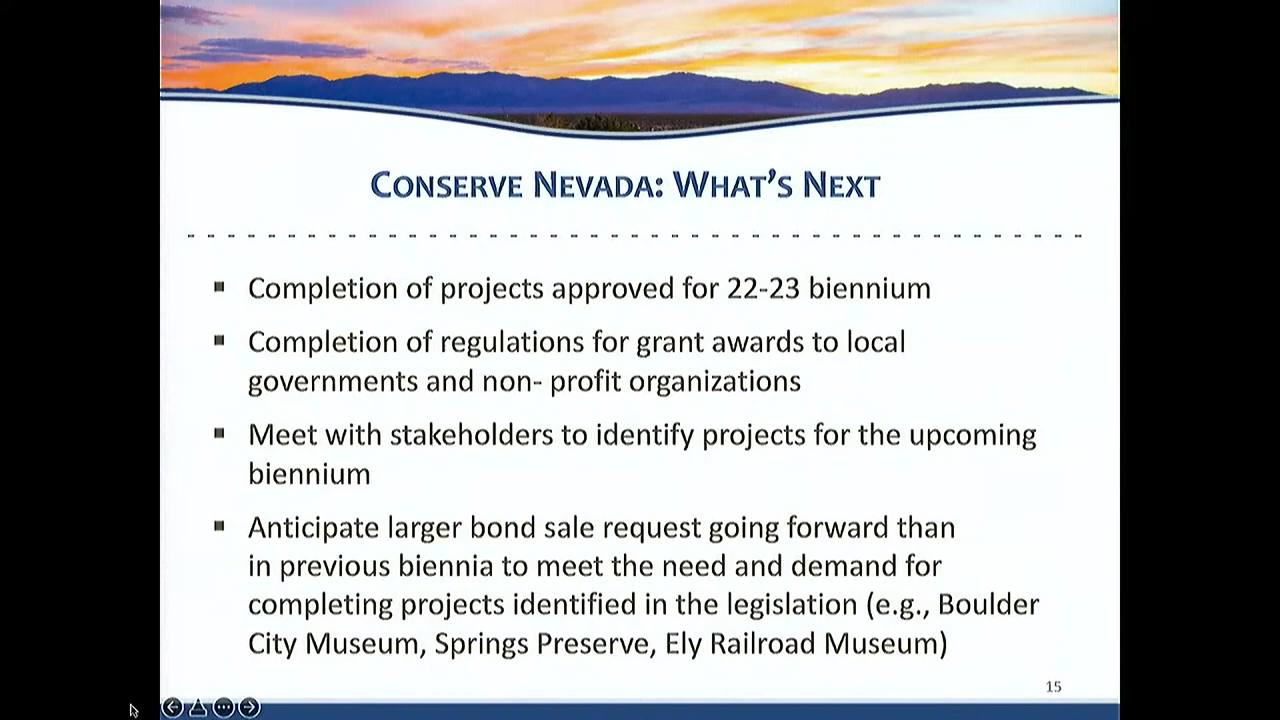 CONSERVE NEVADA: WHAT'S NEXT
▪ Completion of projects approved for 22-23 biennium
▪ Completion of regulations for grant awards to local
governments and non- profit organizations
▪ Meet with stakeholders to identify projects for the upcoming
biennium
▪ Anticipate larger bond sale request going forward than
in previous biennia to meet the need and demand for
completing projects identified in the legislation (e.g., Boulder
City Museum, Springs Preserve, Ely Railroad Museum)
15